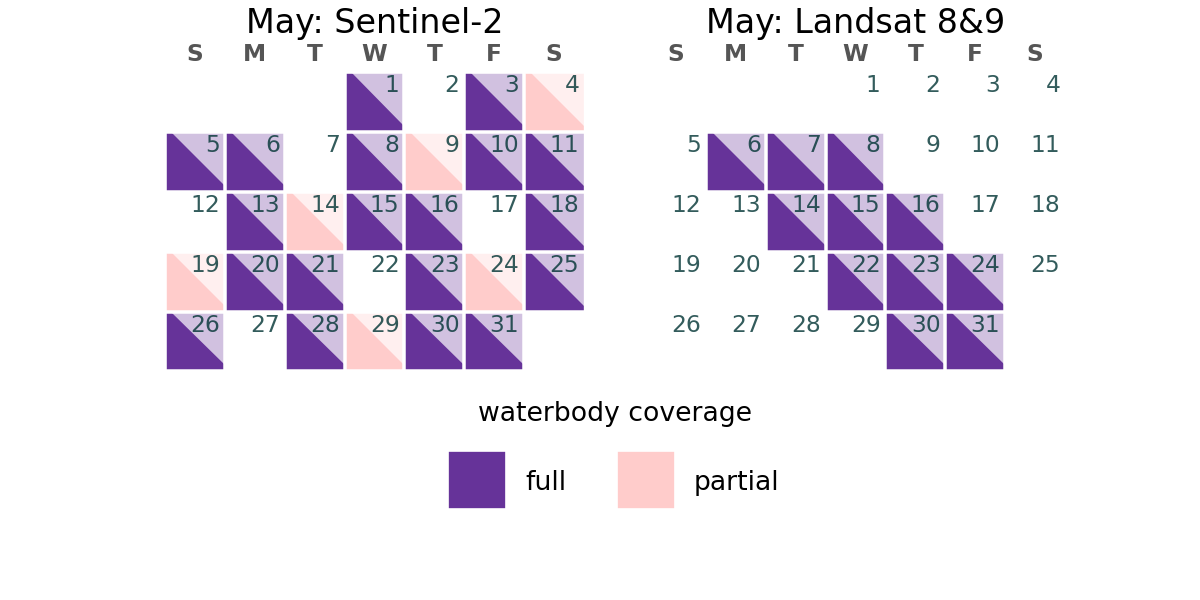 May: Sentinel-2
S M T W T F S
1 2 3 4
5 6 7 8 9 10 11
12 13 14 15 16 17 18
19 20 21 22 23 24 25
26 27 28 29 30 31
May: Landsat 8&9
S M T W T F S
1 2 3 4
5 6 7 8 9 10 11
12 13 14 15 16 17 18
19 20 21 22 23 24 25
26 27 28 29 30 31
waterbody coverage
full partial